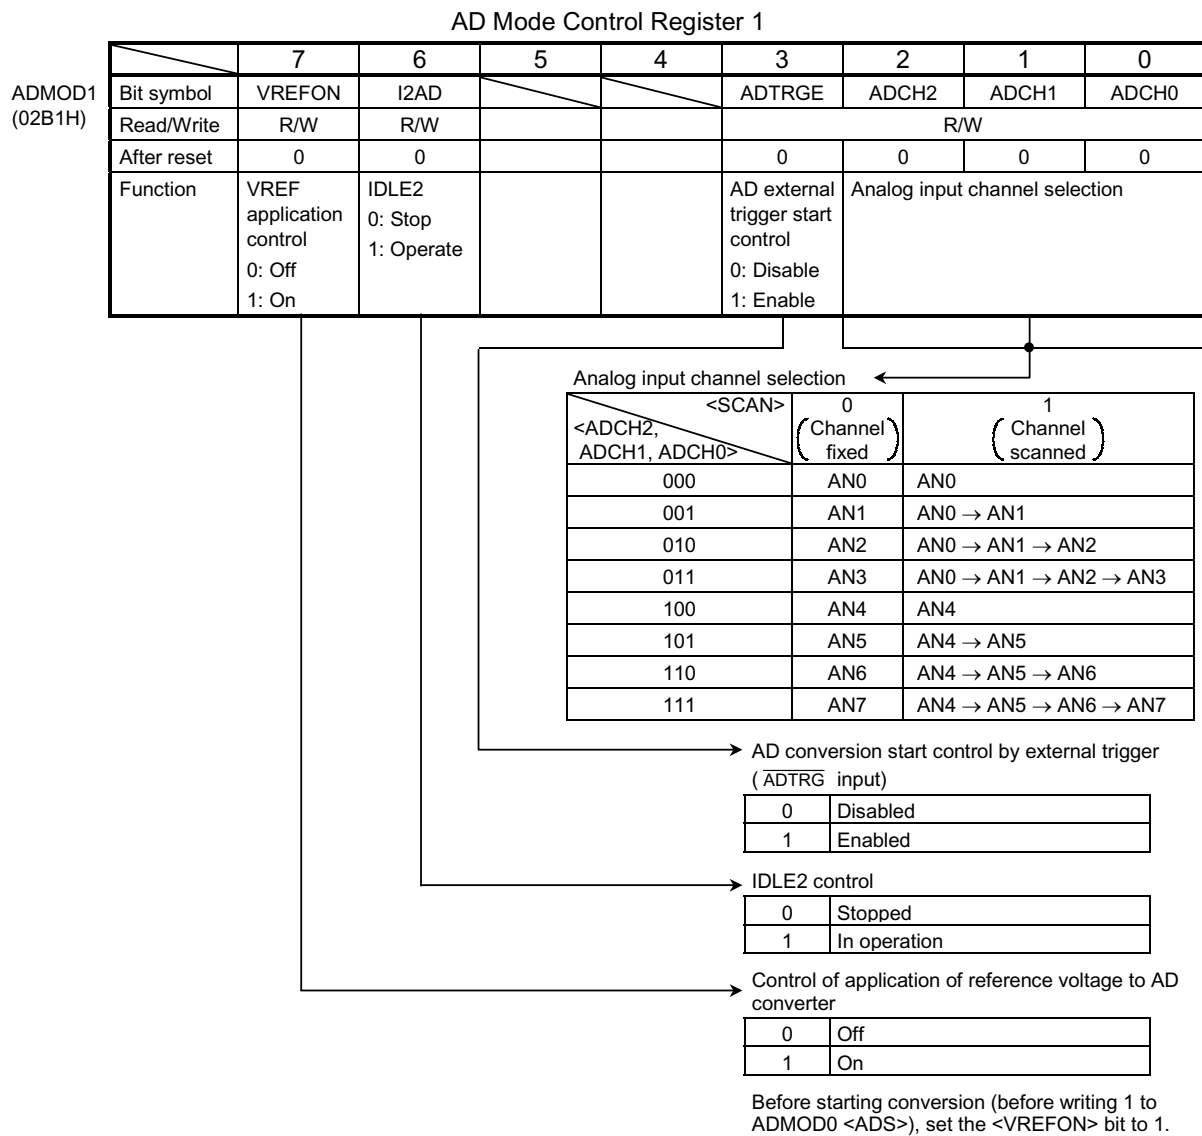 AD Mode Control Register 1
7 6 5 4 3 2 1 0
ADMOD1 (02B1H)
Bit symbol VREFON I2AD ADTRGE ADCH2 ADCH1 ADCH0
Read/Write R/W R/W R/W
After reset 0 0 0 0 0 0
Function
VREF application control
0: Off
1: On
IDLE2
0: Stop
1: Operate
AD external trigger start control
0: Disable
1: Enable
Analog input channel selection
Analog input channel selection
<SCAN>
<ADCH2, ADCH1, ADCH0>
0 (Channel fixed)
1 (Channel scanned)
000 AN0 AN0
001 AN1 AN0 → AN1
010 AN2 AN0 → AN1 → AN2
011 AN3 AN0 → AN1 → AN2 → AN3
100 AN4 AN4
101 AN5 AN4 → AN5
110 AN6 AN4 → AN5 → AN6
111 AN7 AN4 → AN5 → AN6 → AN7
AD conversion start control by external trigger
( ADTRG input)
0 Disabled
1 Enabled
IDLE2 control
0 Stopped
1 In operation
Control of application of reference voltage to AD
converter
0 Off
1 On
Before starting conversion (before writing 1 to
ADMOD0 <ADS>), set the <VREFON> bit to 1.